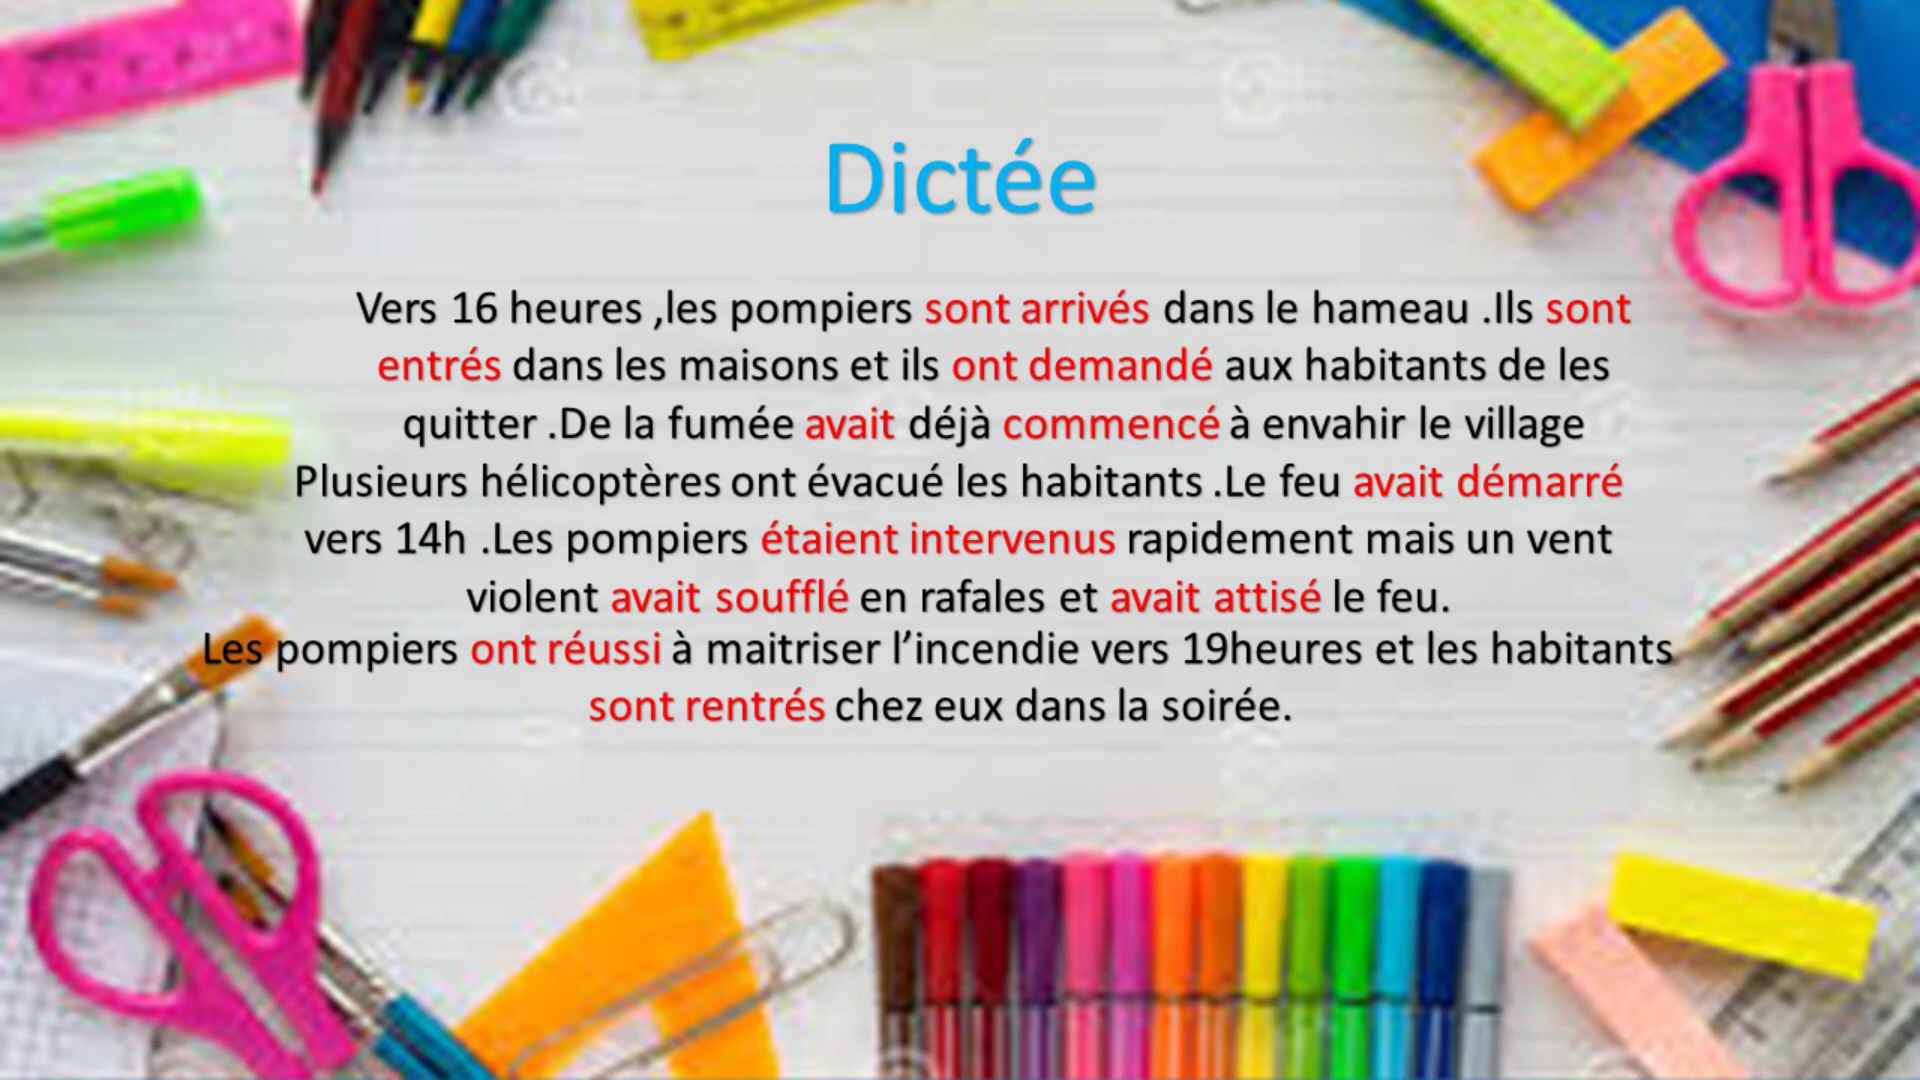 Dictée
Vers 16 heures ,les pompiers sont arrivés dans le hameau .Ils sont
entrés dans les maisons et ils ont demandé aux habitants de les
quitter .De la fumée avait déjà commencé à envahir le village
Plusieurs hélicoptères ont évacué les habitants .Le feu avait démarré
vers 14h .Les pompiers étaient intervenus rapidement mais un vent
violent avait soufflé en rafales et avait attisé le feu.
Les pompiers ont réussi à maitriser l’incendie vers 19heures et les habitants
sont rentrés chez eux dans la soirée.